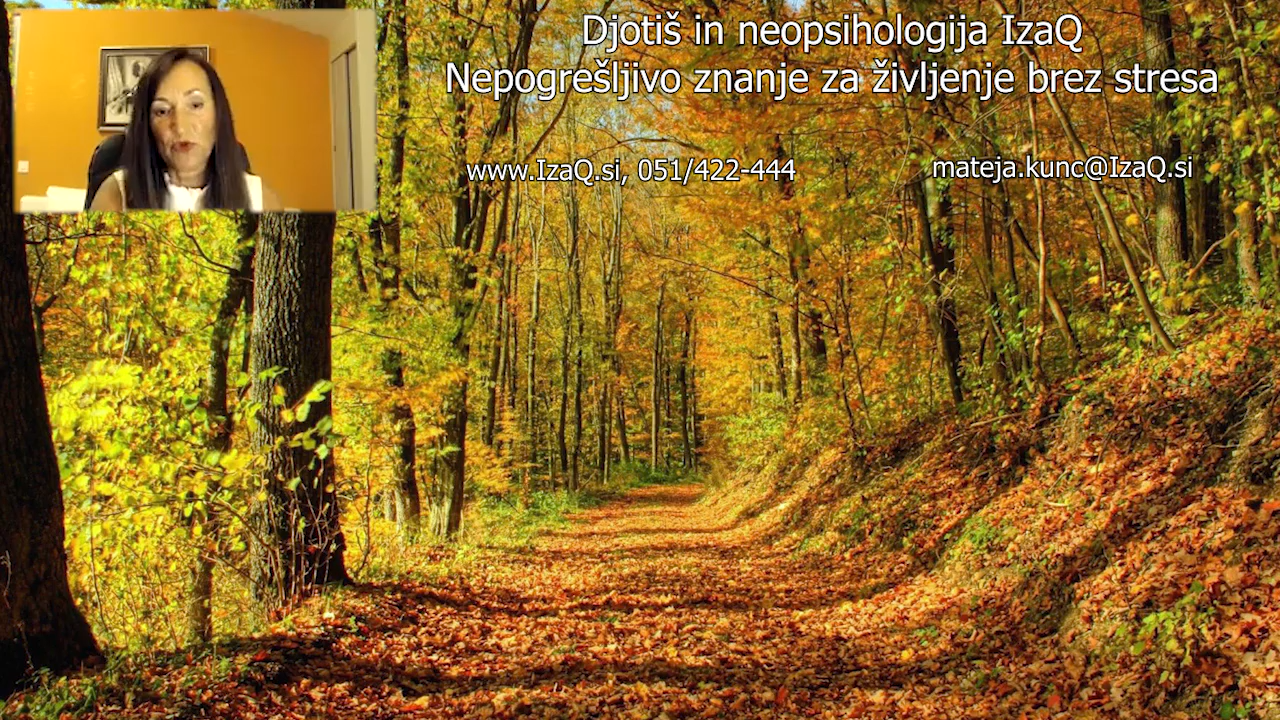 Djotiš in neopsihologija IzaQ
Nepogrešljivo znanje za življenje brez stresa
www.IzaQ.si, 051/422-444 mateja.kunc@IzaQ.si